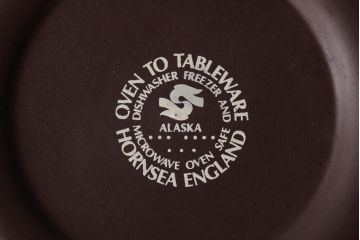 OVEN TO TABLEWARE
DISHWASHER FREEZER AND
ALASKA
MICROWAVE OVEN SAFE
HORNSEA ENGLAND